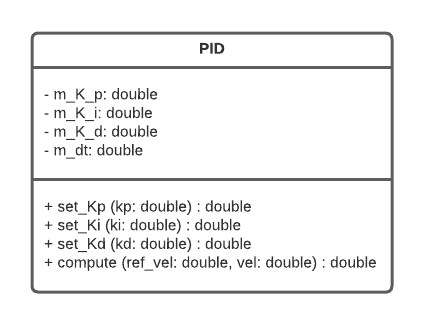 PID
- m_K_p: double
- m_K_i: double
- m_K_d: double
- m_dt: double
+ set_Kp (kp: double) : double
+ set_Ki (ki: double) : double
+ set_Kd (kd: double) : double
+ compute (ref_vel: double, vel: double) : double